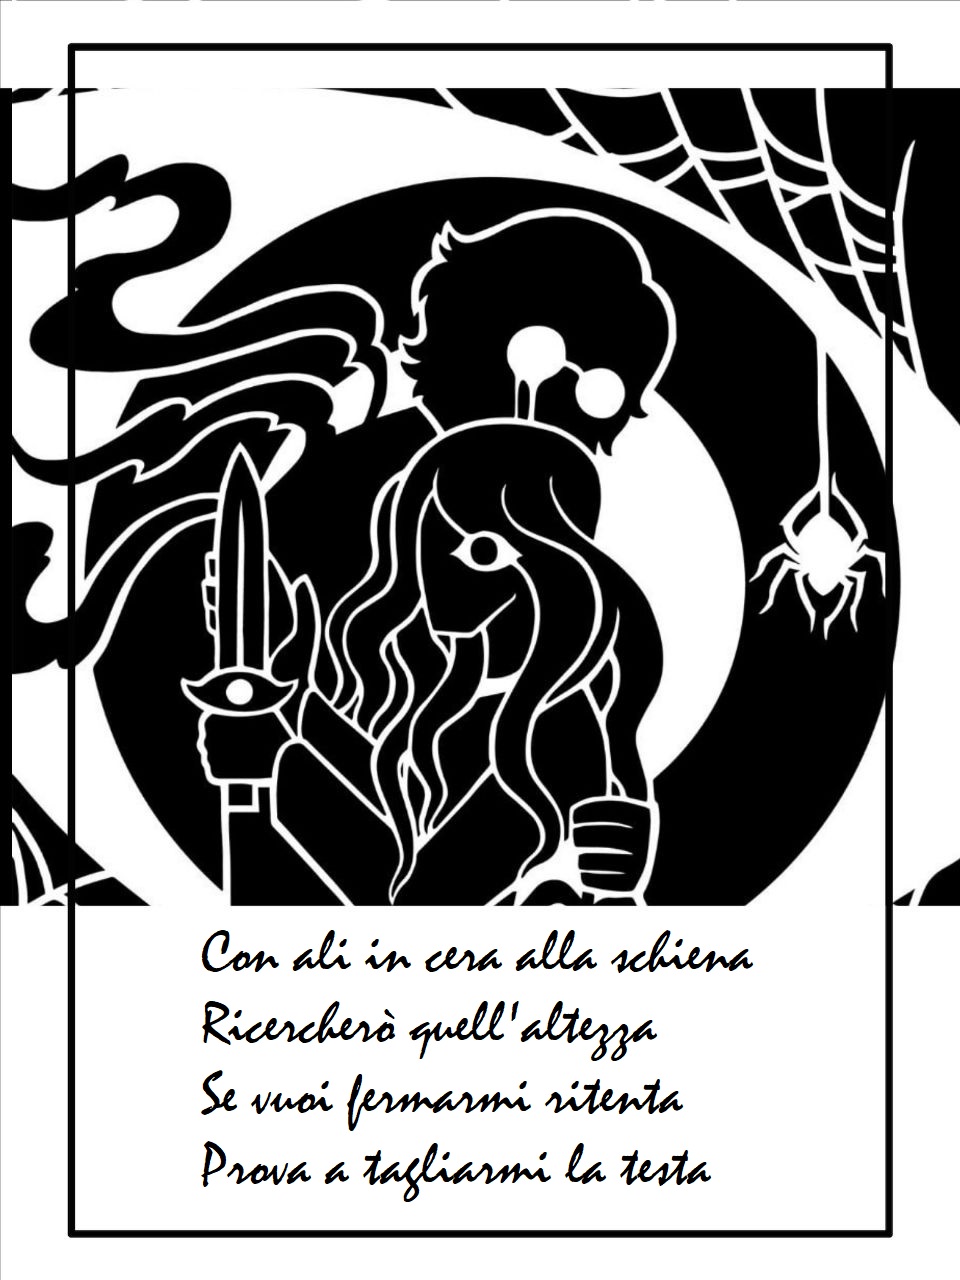 Con ali in cera alla schiena
Ricercherò quell'altezza
Se vuoi fermarmi ritenta
Prova a tagliarmi la testa